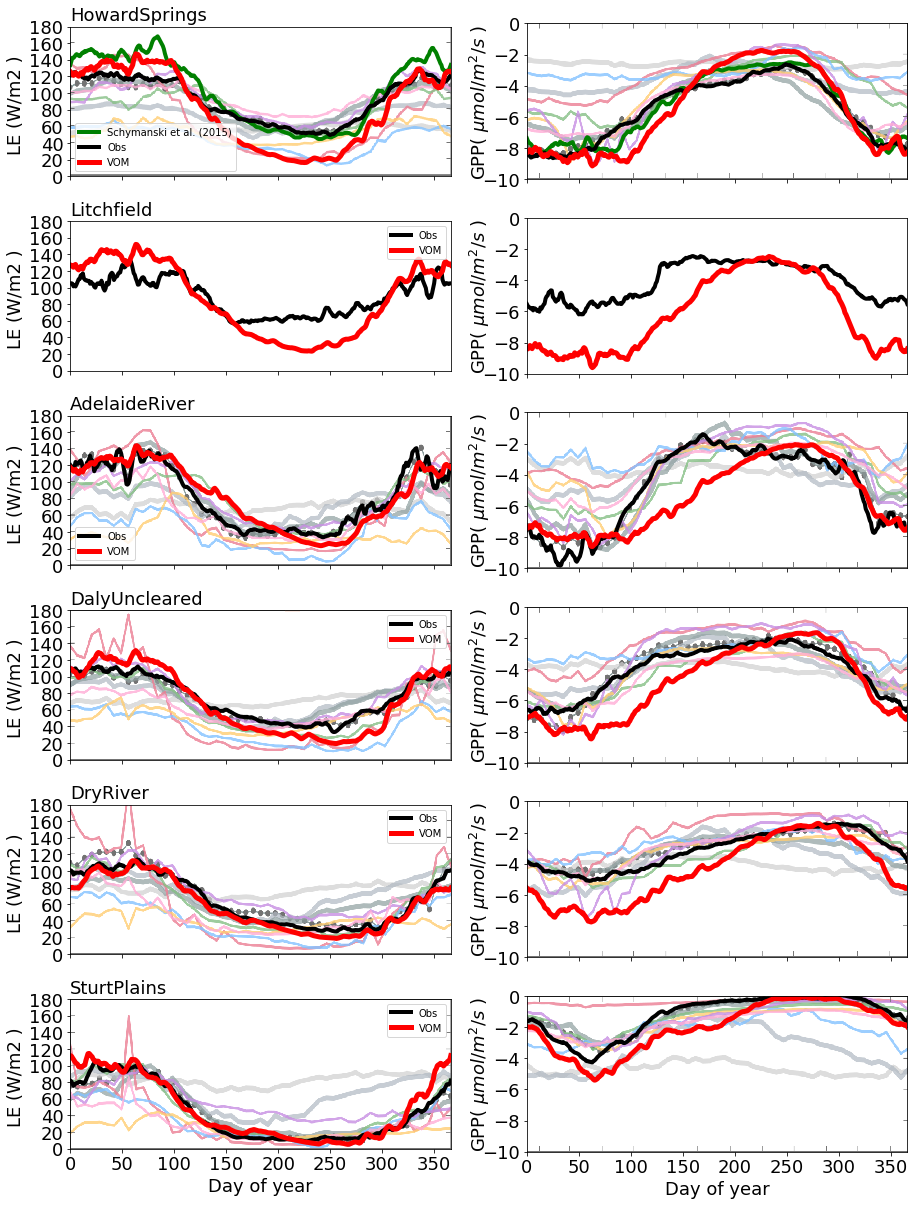 HowardSprings
LE (W/m2 )
180
160
140
120
100
80
60
40
20
0
Schymanski et al. (2015)
Obs
VOM
GPP( μmol/m²/s )
0
−2
−4
−6
−8
−10
Litchfield
LE (W/m2 )
180
160
140
120
100
80
60
40
20
0
Obs
VOM
GPP( μmol/m²/s )
0
−2
−4
−6
−8
−10
AdelaideRiver
LE (W/m2 )
180
160
140
120
100
80
60
40
20
0
Obs
VOM
GPP( μmol/m²/s )
0
−2
−4
−6
−8
−10
DalyUncleared
LE (W/m2 )
180
160
140
120
100
80
60
40
20
0
Obs
VOM
GPP( μmol/m²/s )
0
−2
−4
−6
−8
−10
DryRiver
LE (W/m2 )
180
160
140
120
100
80
60
40
20
0
Obs
VOM
GPP( μmol/m²/s )
0
−2
−4
−6
−8
−10
SturtPlains
LE (W/m2 )
180
160
140
120
100
80
60
40
20
0
Obs
VOM
0 50 100 150 200 250 300 350
Day of year
GPP( μmol/m²/s )
0
−2
−4
−6
−8
−10
0 50 100 150 200 250 300 350
Day of year